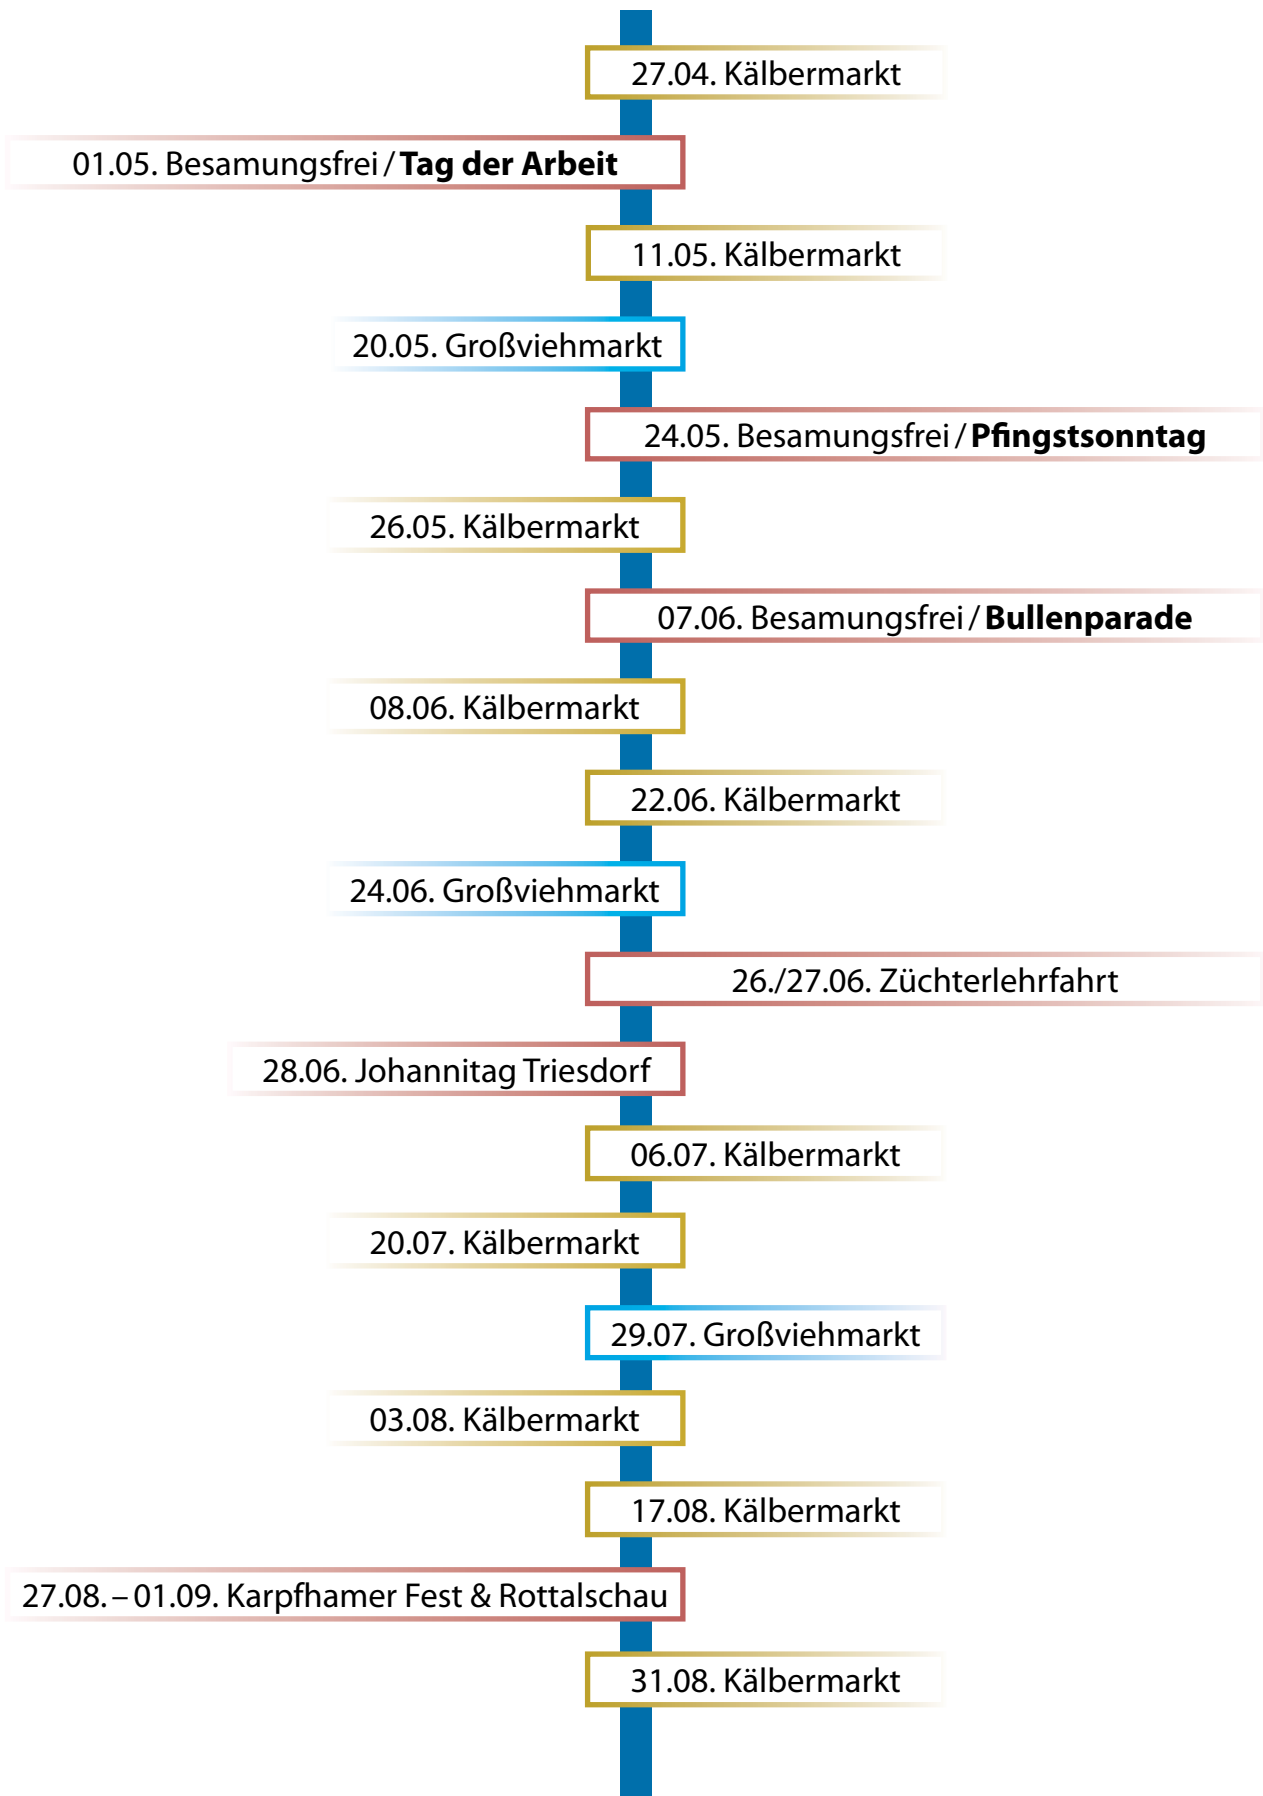 27.04. Kälbermarkt
01.05. Besamungsfrei / Tag der Arbeit
11.05. Kälbermarkt
20.05. Großviehmarkt
24.05. Besamungsfrei / Pfingstsonntag
26.05. Kälbermarkt
07.06. Besamungsfrei / Bullenparade
08.06. Kälbermarkt
22.06. Kälbermarkt
24.06. Großviehmarkt
26./27.06. Züchterlehrfahrt
28.06. Johannitag Triesdorf
06.07. Kälbermarkt
20.07. Kälbermarkt
29.07. Großviehmarkt
03.08. Kälbermarkt
17.08. Kälbermarkt
27.08. – 01.09. Karpfhamer Fest & Rottalschau
31.08. Kälbermarkt